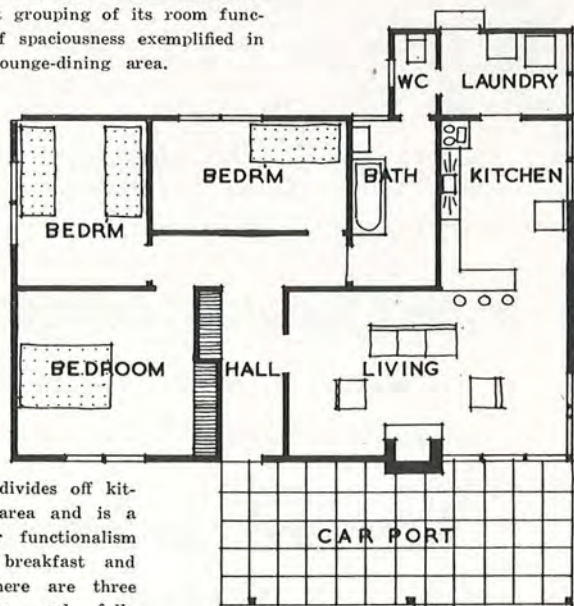 grouping of its room func-
spaciousness exemplified in
ounge-dining area.
WC LAUNDRY
BEDR'M BATH KITCHEN
BEDRM
BEDROOM HALL LIVING
divides off kit-
area and is a
functionalism
breakfast and
here are three
CAR PORT